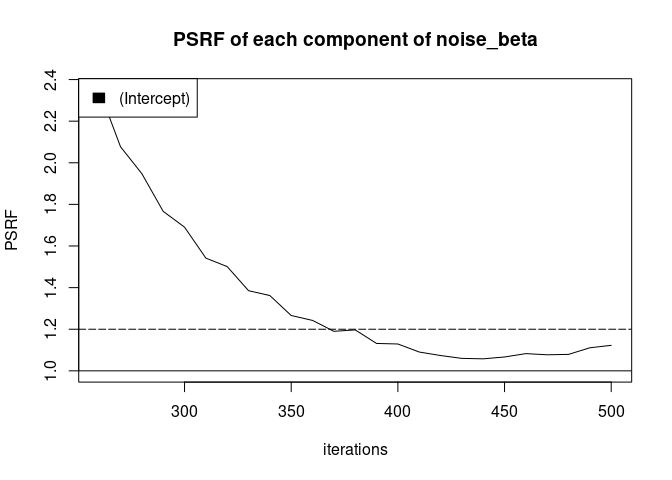 PSRF of each component of noise_beta
(Intercept)
PSRF
2.4
2.2
2.0
1.8
1.6
1.4
1.2
1.0
300 350 400 450 500
iterations